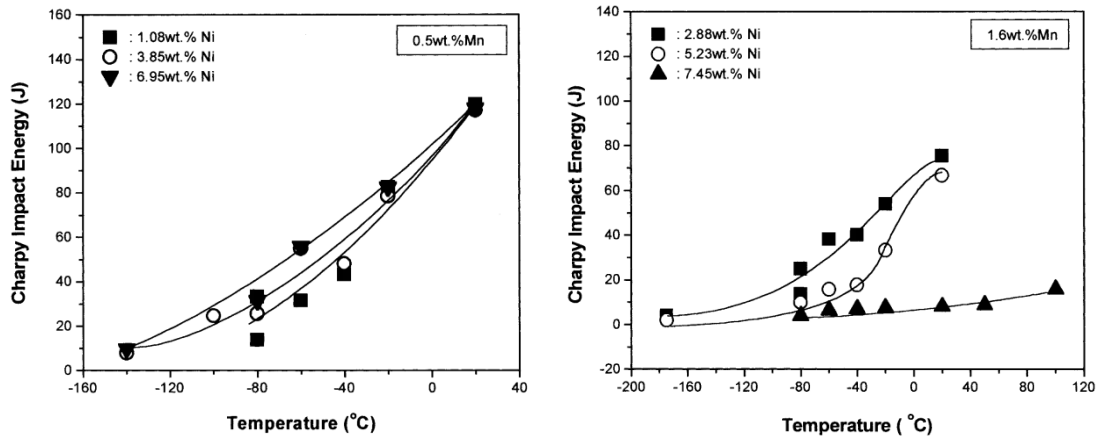 140
120
100
80
60
40
20
0
-160
-120
-80
-40
0
40
Charpy Impact Energy (J)
Temperature (°C)
: 1.08wt.% Ni
: 3.85wt.% Ni
: 6.95wt.% Ni
0.5wt.%Mn
140
120
100
80
60
40
20
0
-20
-200
-160
-120
-80
-40
0
40
80
120
Charpy Impact Energy (J)
Temperature ( °C)
: 2.88wt.% Ni
: 5.23wt.% Ni
: 7.45wt.% Ni
1.6wt.%Mn